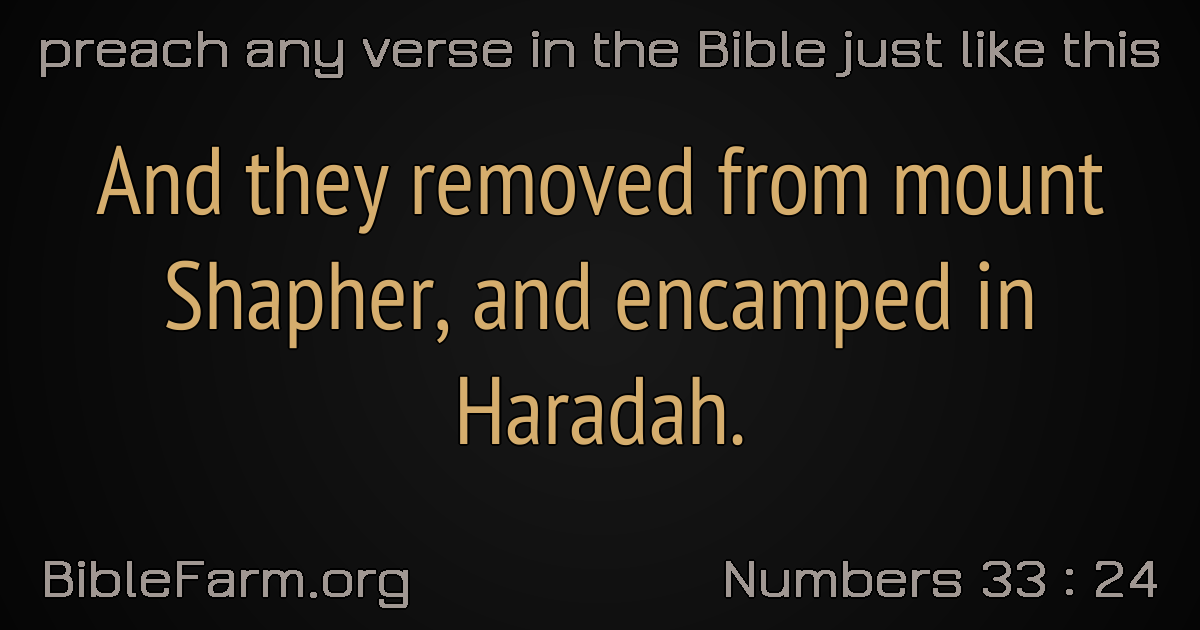 preach any verse in the Bible just like this
And they removed from mount
Shapher, and encamped in
Haradah.
BibleFarm.org
Numbers 33 : 24